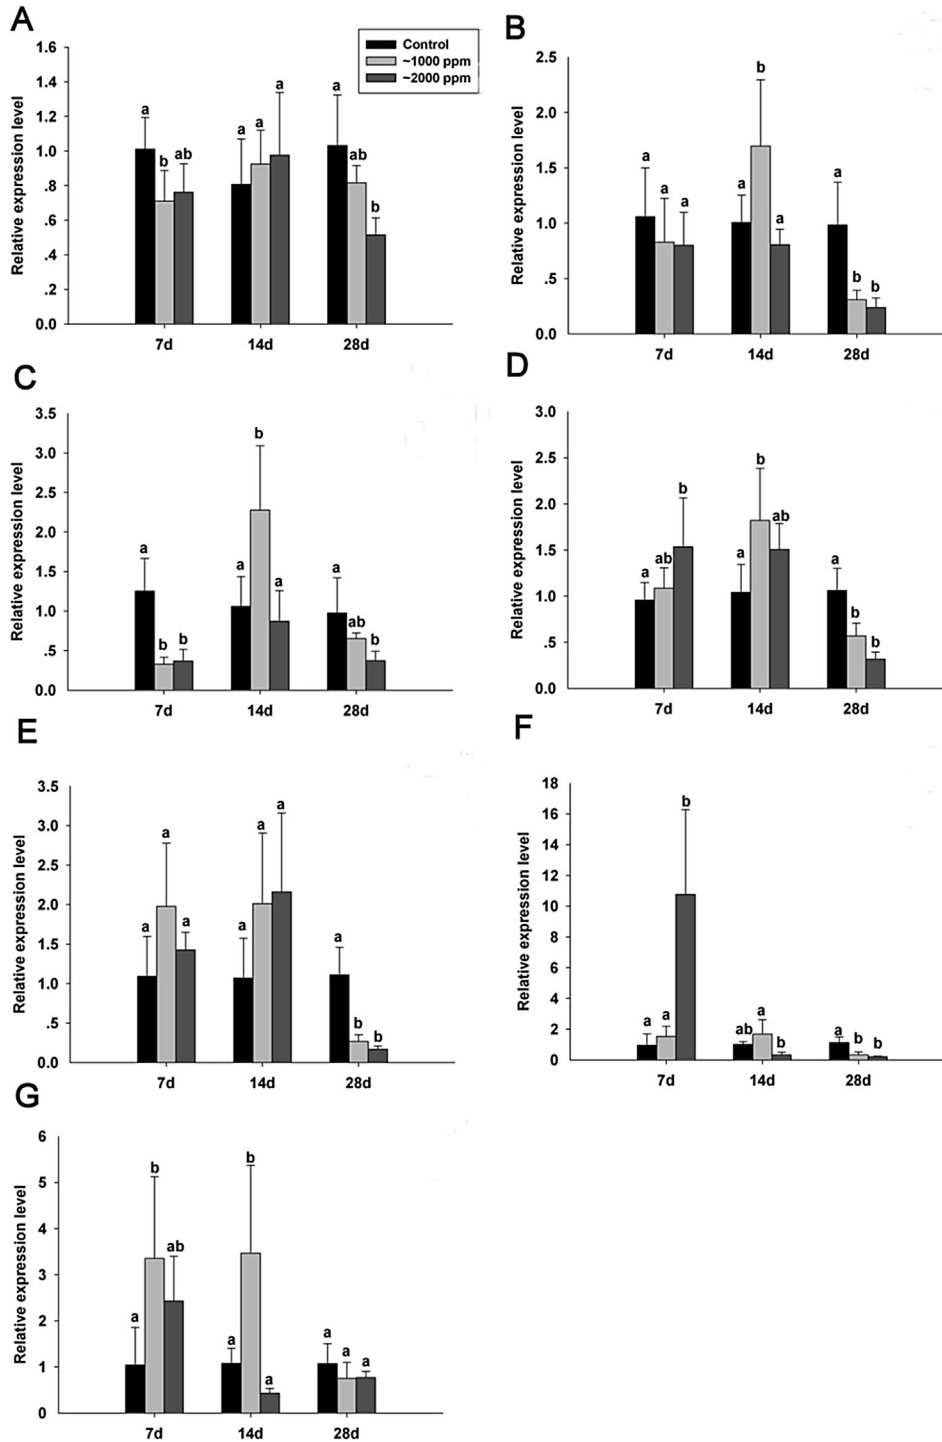 A
Relative expression level
1.6
1.4
1.2
1.0
.8
.6
.4
.2
0.0
Control
~1000 ppm
~2000 ppm
a
b
ab
a
a
a
a
ab
b
7d
14d
28d
B
Relative expression level
2.5
2.0
1.5
1.0
.5
0.0
a
a
a
a
b
a
a
b
b
7d
14d
28d
C
Relative expression level
3.5
3.0
2.5
2.0
1.5
1.0
.5
0.0
a
b
b
a
b
a
a
ab
b
7d
14d
28d
D
Relative expression level
3.0
2.5
2.0
1.5
1.0
.5
0.0
a
ab
b
a
b
ab
a
b
b
7d
14d
28d
E
Relative expression level
3.5
3.0
2.5
2.0
1.5
1.0
.5
0.0
a
a
a
a
a
a
a
b
b
7d
14d
28d
F
Relative expression level
18
16
14
12
10
8
6
4
2
0
a
a
b
ab
a
b
a
b
b
7d
14d
28d
G
Relative expression level
6
5
4
3
2
1
0
a
b
ab
a
b
a
a
a
a
7d
14d
28d